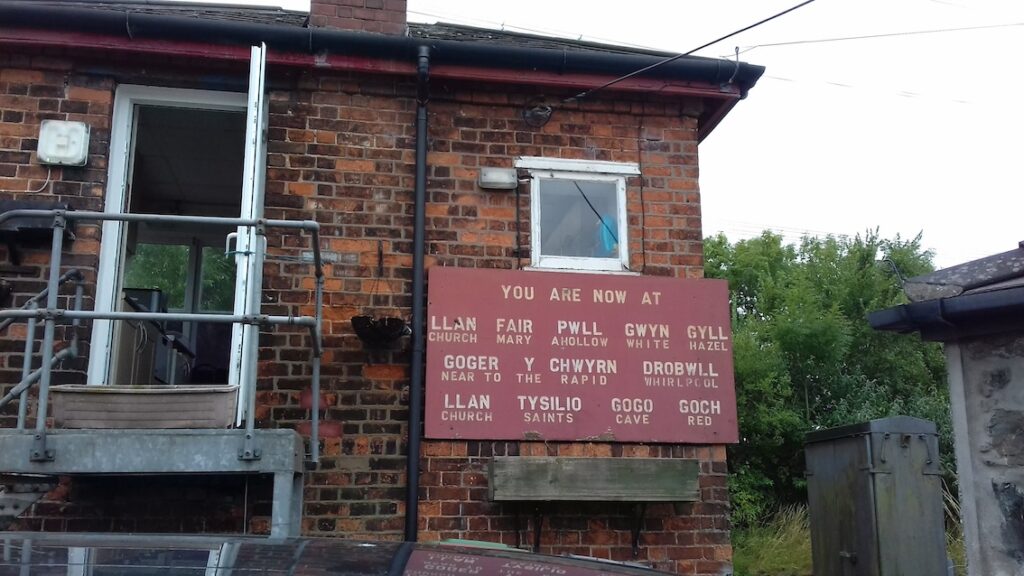 YOU ARE NOW AT
LLAN FAIR PWLL GWYN GYLL
CHURCH MARY AHOLLOW WHITE HAZEL
GOGER Y CHWYRN DROBWLL
NEAR TO THE RAPID WHIRLPOOL
LLAN TYSILIO GOGO GOCH
CHURCH SAINTS CAVE RED